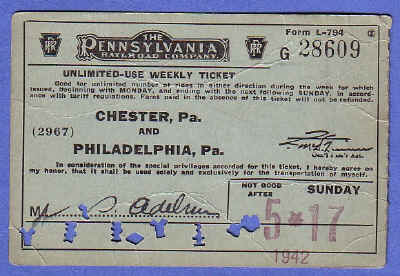 THE
PENNSYLVANIA
RAILROAD COMPANY.
Form L-794
G 28609
UNLIMITED-USE WEEKLY TICKET
Good for unlimited number of rides in either direction during the week for which
issued, beginning with MONDAY, and ending with the next following SUNDAY, in accord-
ance with tariff regulations. Fares paid in the absence of this ticket will not be refunded.
CHESTER, Pa.
(2967) AND
PHILADELPHIA, Pa.
In consideration of the special privileges accorded for this ticket, I hereby agree on
my honor, that it shall be used solely and exclusively for the transportation of myself.
NOT GOOD
AFTER
SUNDAY
M
5 17
1942